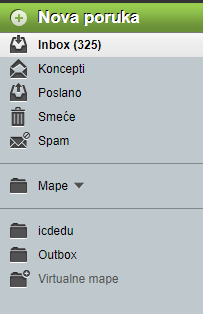 Nova poruka
Inbox (325)
Koncepti
Poslano
Smeće
Spam
Mape
icdedu
Outbox
Virtualne mape